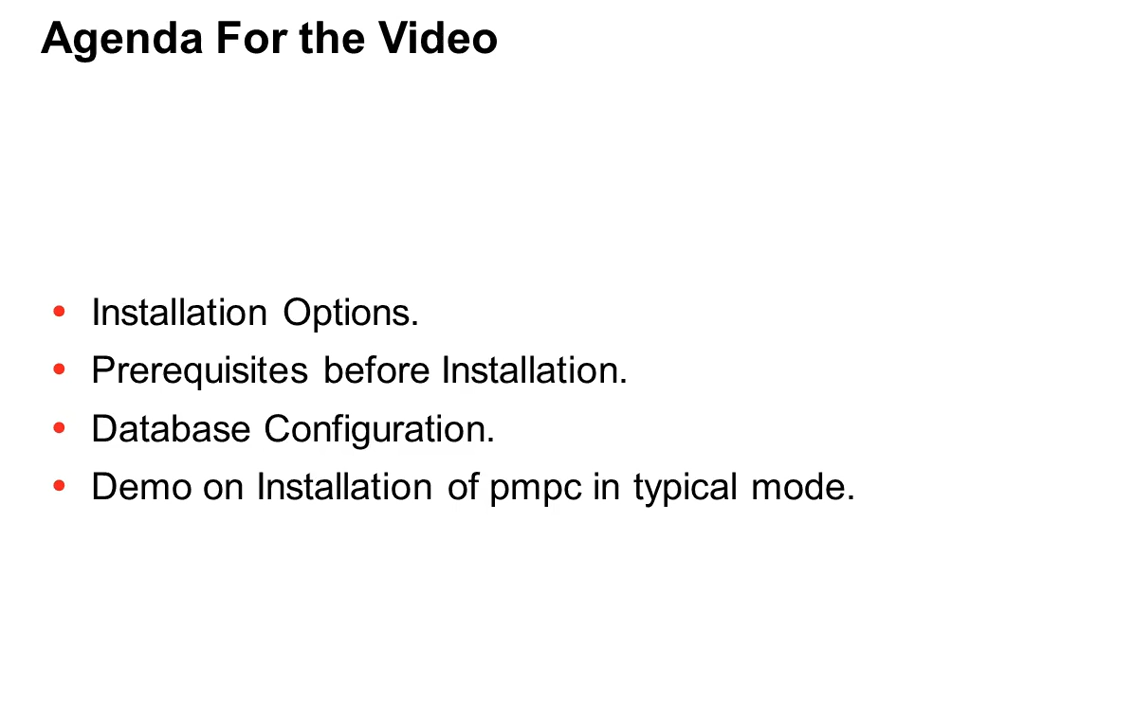 Agenda For the Video
• Installation Options.
• Prerequisites before Installation.
• Database Configuration.
• Demo on Installation of pmpc in typical mode.